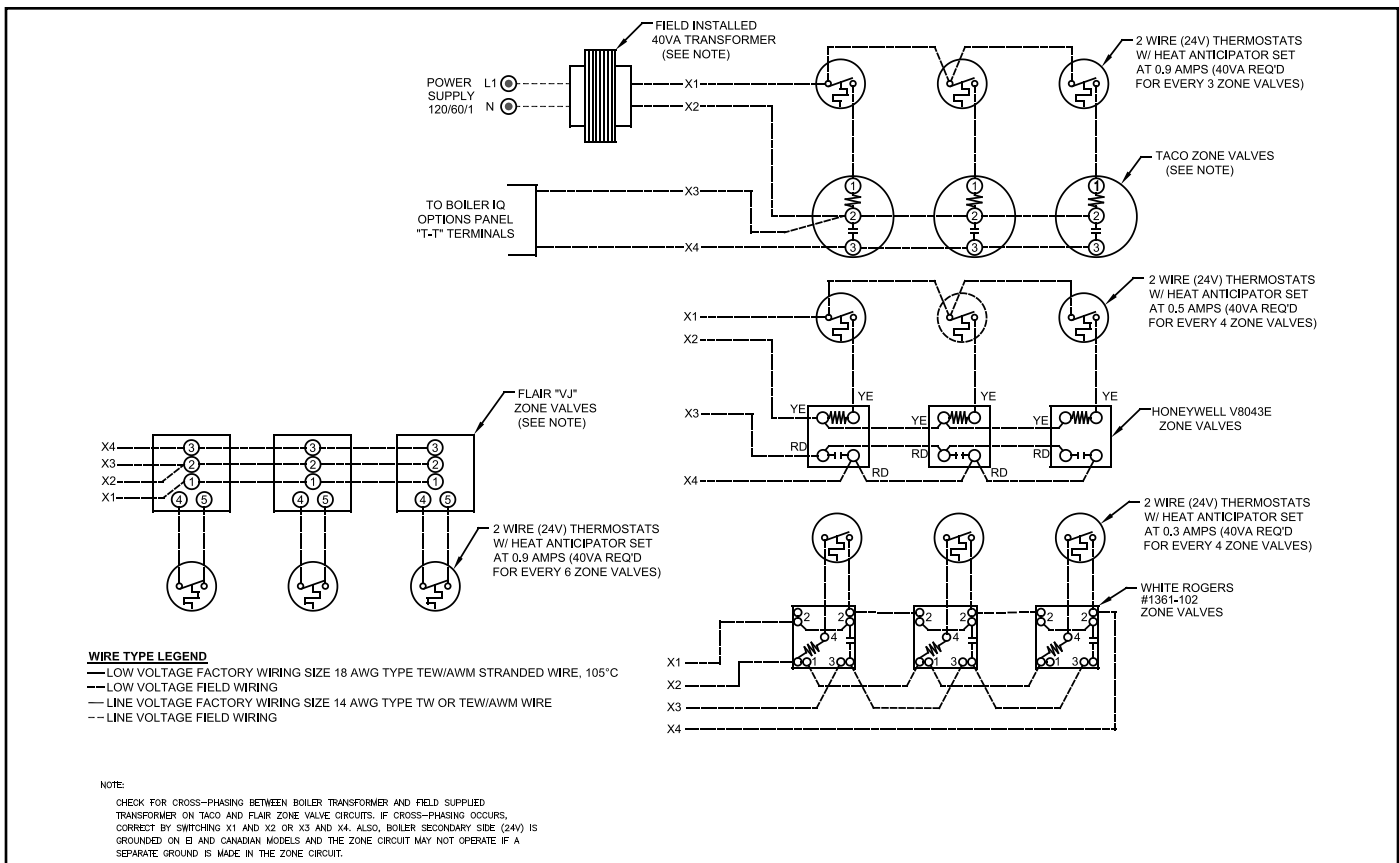 FIELD INSTALLED
40VA TRANSFORMER
(SEE NOTE)
POWER L1
SUPPLY
120/60/1 N
X1
X2
2 WIRE (24V) THERMOSTATS
W/ HEAT ANTICIPATOR SET
AT 0.9 AMPS (40VA REQ'D
FOR EVERY 3 ZONE VALVES)
TACO ZONE VALVES
(SEE NOTE)
1 1 1
2 2 2
3 3 3
TO BOILER IQ
OPTIONS PANEL
"T-T" TERMINALS
X3
X4
2 WIRE (24V) THERMOSTATS
W/ HEAT ANTICIPATOR SET
AT 0.5 AMPS (40VA REQ'D
FOR EVERY 4 ZONE VALVES)
X1
X2
X3
X4
YE YE YE
YE YE YE
RD RD RD
RD RD
HONEYWELL V8043E
ZONE VALVES
FLAIR "VJ"
ZONE VALVES
(SEE NOTE)
X4 3 3 3
X3 2 2 2
X2
X1 1 1 1
4 5 4 5 4 5
2 WIRE (24V) THERMOSTATS
W/ HEAT ANTICIPATOR SET
AT 0.9 AMPS (40VA REQ'D
FOR EVERY 6 ZONE VALVES)
2 WIRE (24V) THERMOSTATS
W/ HEAT ANTICIPATOR SET
AT 0.3 AMPS (40VA REQ'D
FOR EVERY 4 ZONE VALVES)
WHITE ROGERS
#1361-102
ZONE VALVES
2 2 2 2 2 2
4 4 4
1 3 1 3 1 3
X1
X2
X3
X4
WIRE TYPE LEGEND
LOW VOLTAGE FACTORY WIRING SIZE 18 AWG TYPE TEW/AWM STRANDED WIRE, 105°C
LOW VOLTAGE FIELD WIRING
LINE VOLTAGE FACTORY WIRING SIZE 14 AWG TYPE TW OR TEW/AWM WIRE
LINE VOLTAGE FIELD WIRING
NOTE:
CHECK FOR CROSS-PHASING BETWEEN BOILER TRANSFORMER AND FIELD SUPPLIED
TRANSFORMER ON TACO AND FLAIR ZONE VALVE CIRCUITS. IF CROSS-PHASING OCCURS,
CORRECT BY SWITCHING X1 AND X2 OR X3 AND X4. ALSO, BOILER SECONDARY SIDE (24V) IS
GROUNDED ON EI AND CANADIAN MODELS AND THE ZONE CIRCUIT MAY NOT OPERATE IF A
SEPARATE GROUND IS MADE IN THE ZONE CIRCUIT.